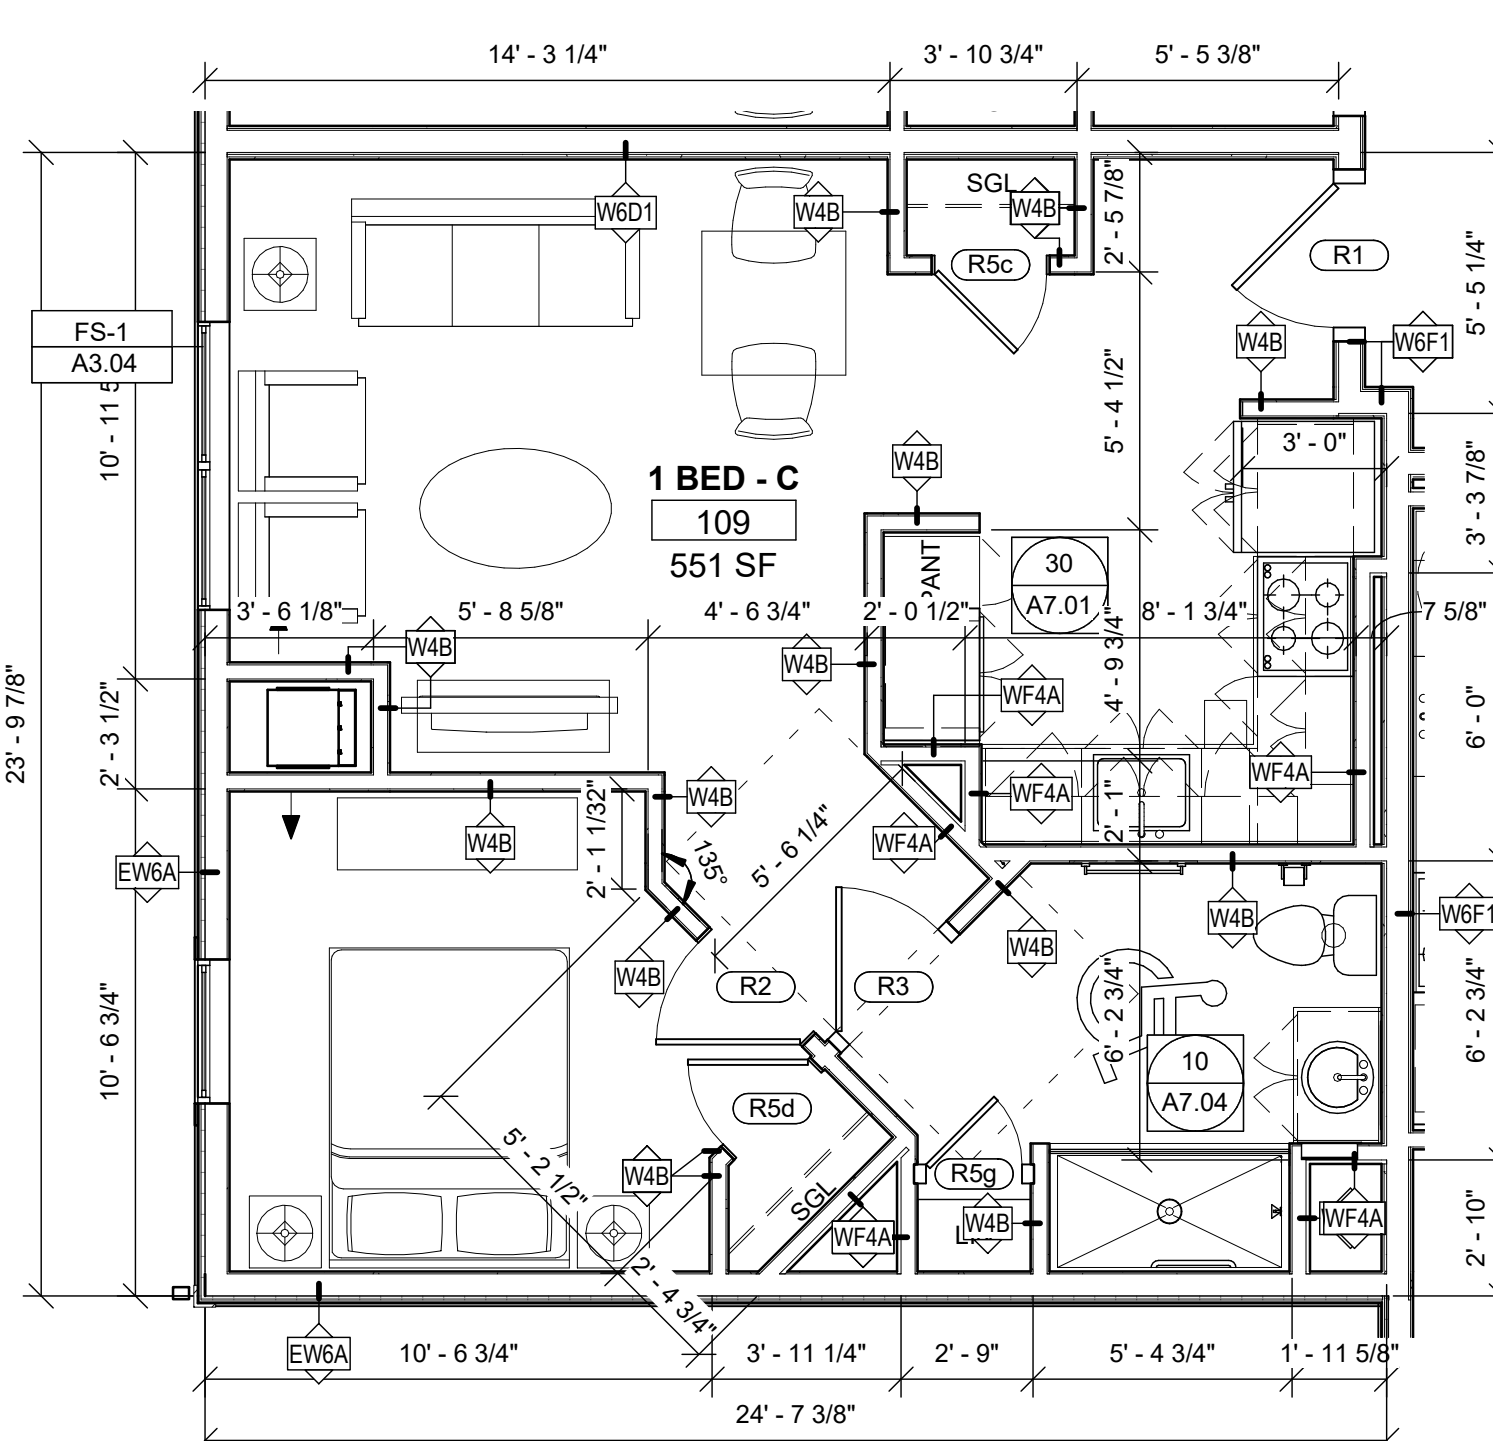 14' - 3 1/4"
3' - 10 3/4"
5' - 5 3/8"
SGL
W6D1
W4B
W4B
2' - 5 7/8"
R5c
R1
5' - 5 1/4"
FS-1
A3.04
W4B
W6F1
10' - 11 5
5' - 4 1/2"
3' - 0"
W4B
1 BED - C
109
551 SF
3' - 3 7/8"
PANT
30
A7.01
3' - 6 1/8"
5' - 8 5/8"
4' - 6 3/4"
2' - 0 1/2"
8' - 1 3/4"
7 5/8"
W4B
W4B
4' - 9 3/4"
WF4A
23' - 9 7/8"
2' - 3 1/2"
6' - 0"
WF4A
W4B
WF4A
2' - 1 1/32"
2' - 1"
W4B
WF4A
5' - 6 1/4"
135°
EW6A
W4B
W6F1
W4B
W4B
R2
R3
6' - 2 3/4"
10' - 6 3/4"
6' - 2 3/4"
10
A7.04
R5d
5' - 2 1/2"
W4B
R5g
SGL
W4B
WF4A
WF4A
2' - 10"
2' - 4 3/4"
EW6A
10' - 6 3/4"
3' - 11 1/4"
2' - 9"
5' - 4 3/4"
1' - 11 5/8"
24' - 7 3/8"